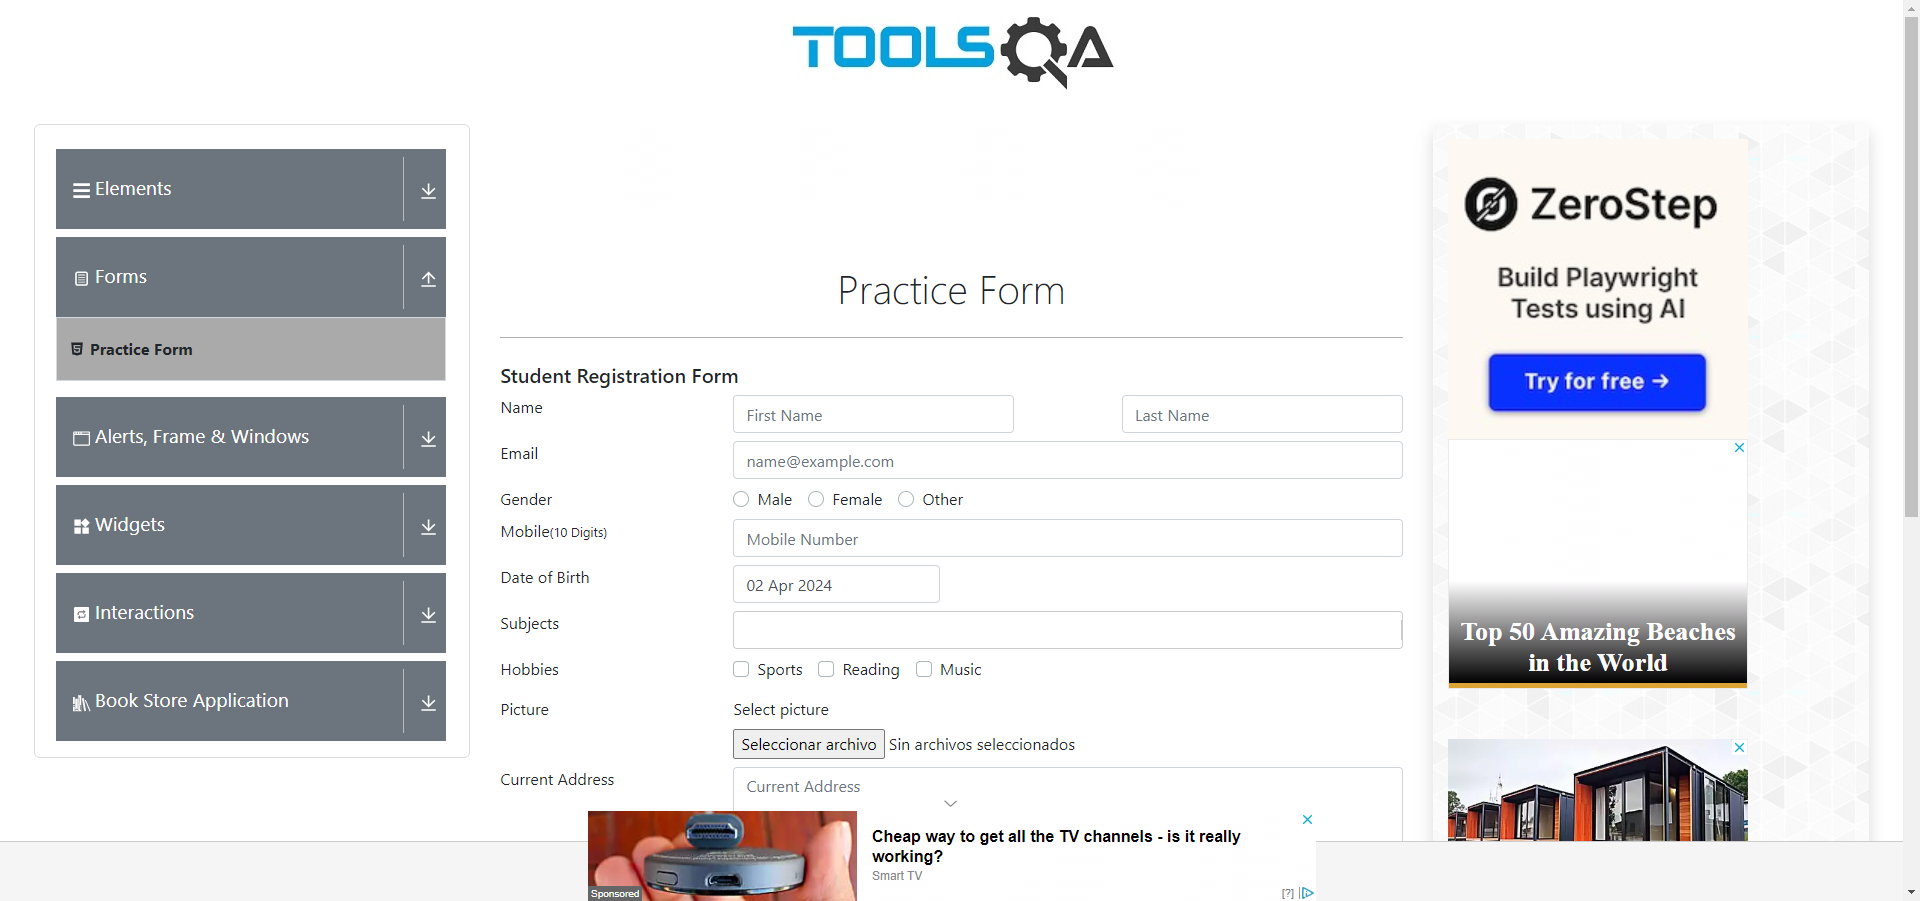 TOOLSQA
Elements
Forms
Practice Form
Alerts, Frame & Windows
Widgets
Interactions
Book Store Application
Practice Form
Student Registration Form
Name
First Name
Last Name
Email
name@example.com
Gender
Male
Female
Other
Mobile(10 Digits)
Mobile Number
Date of Birth
02 Apr 2024
Subjects
Hobbies
Sports
Reading
Music
Picture
Select picture
Seleccionar archivo
Sin archivos seleccionados
Current Address
Current Address
Sponsored
Cheap way to get all the TV channels - is it really
working?
Smart TV
[?]
ZeroStep
Build Playwright
Tests using AI
Try for free →
Top 50 Amazing Beaches
in the World